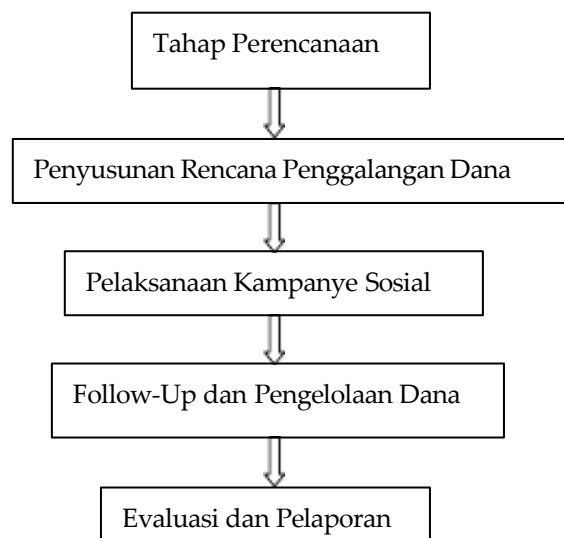 Tahap Perencanaan
Penyusunan Rencana Penggalangan Dana
Pelaksanaan Kampanye Sosial
Follow-Up dan Pengelolaan Dana
Evaluasi dan Pelaporan